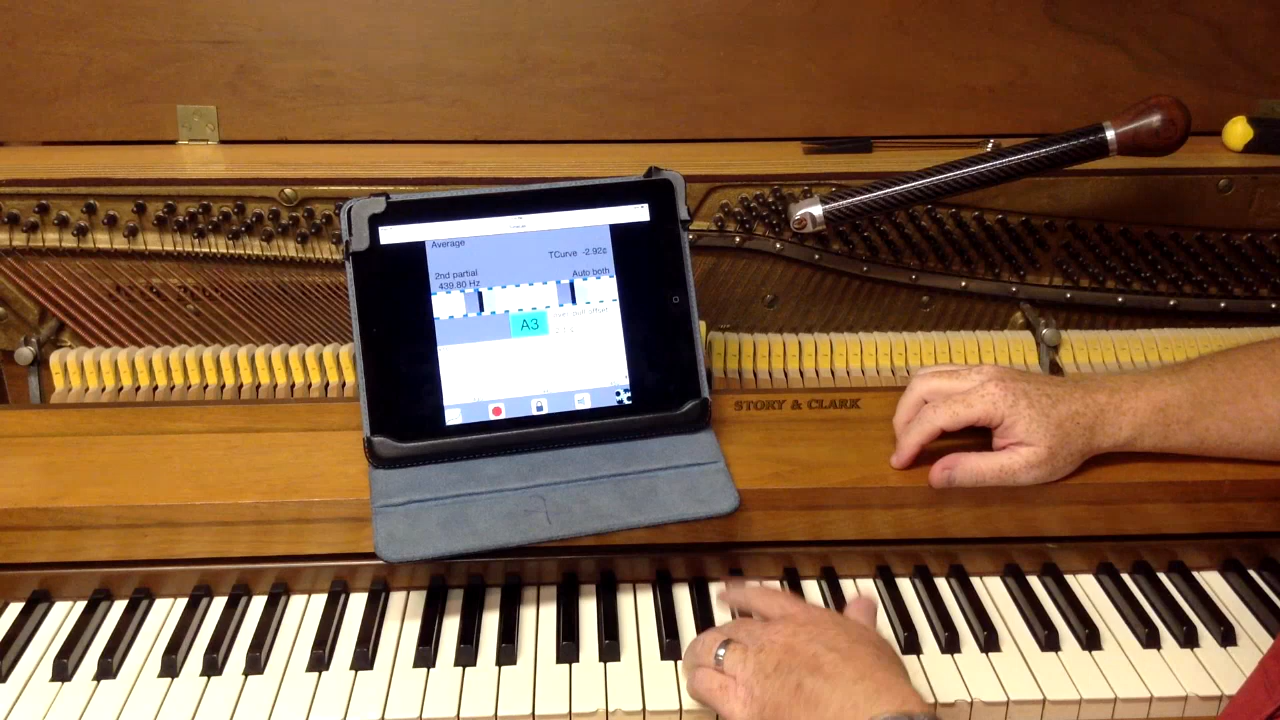 Average
TCurve -2.92¢
2nd partial
Auto both
439.80 Hz
A3
STORY & CLARK